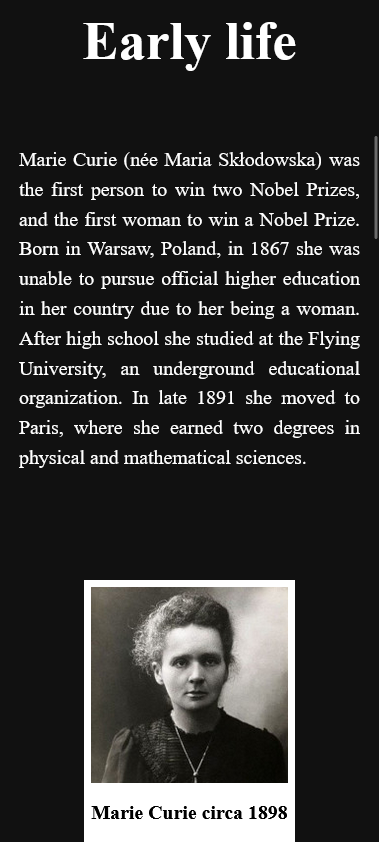 Early life
Marie Curie (née Maria Skłodowska) was
the first person to win two Nobel Prizes,
and the first woman to win a Nobel Prize.
Born in Warsaw, Poland, in 1867 she was
unable to pursue official higher education
in her country due to her being a woman.
After high school she studied at the Flying
University, an underground educational
organization. In late 1891 she moved to
Paris, where she earned two degrees in
physical and mathematical sciences.
Marie Curie circa 1898